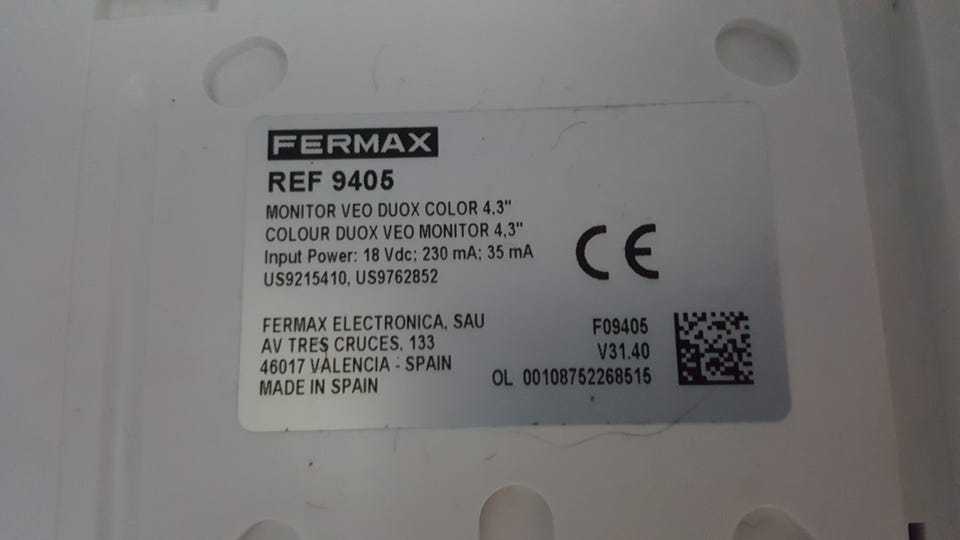 FERMAX
REF 9405
MONITOR VEO DUOX COLOR 4,3"
COLOUR DUOX VEO MONITOR 4,3"
Input Power: 18 Vdc; 230 mA; 35 mA
US9215410, US9762852
CE
FERMAX ELECTRONICA, SAU
AV TRES CRUCES, 133
46017 VALENCIA - SPAIN
MADE IN SPAIN
F09405
V31.40
OL 00108752268515